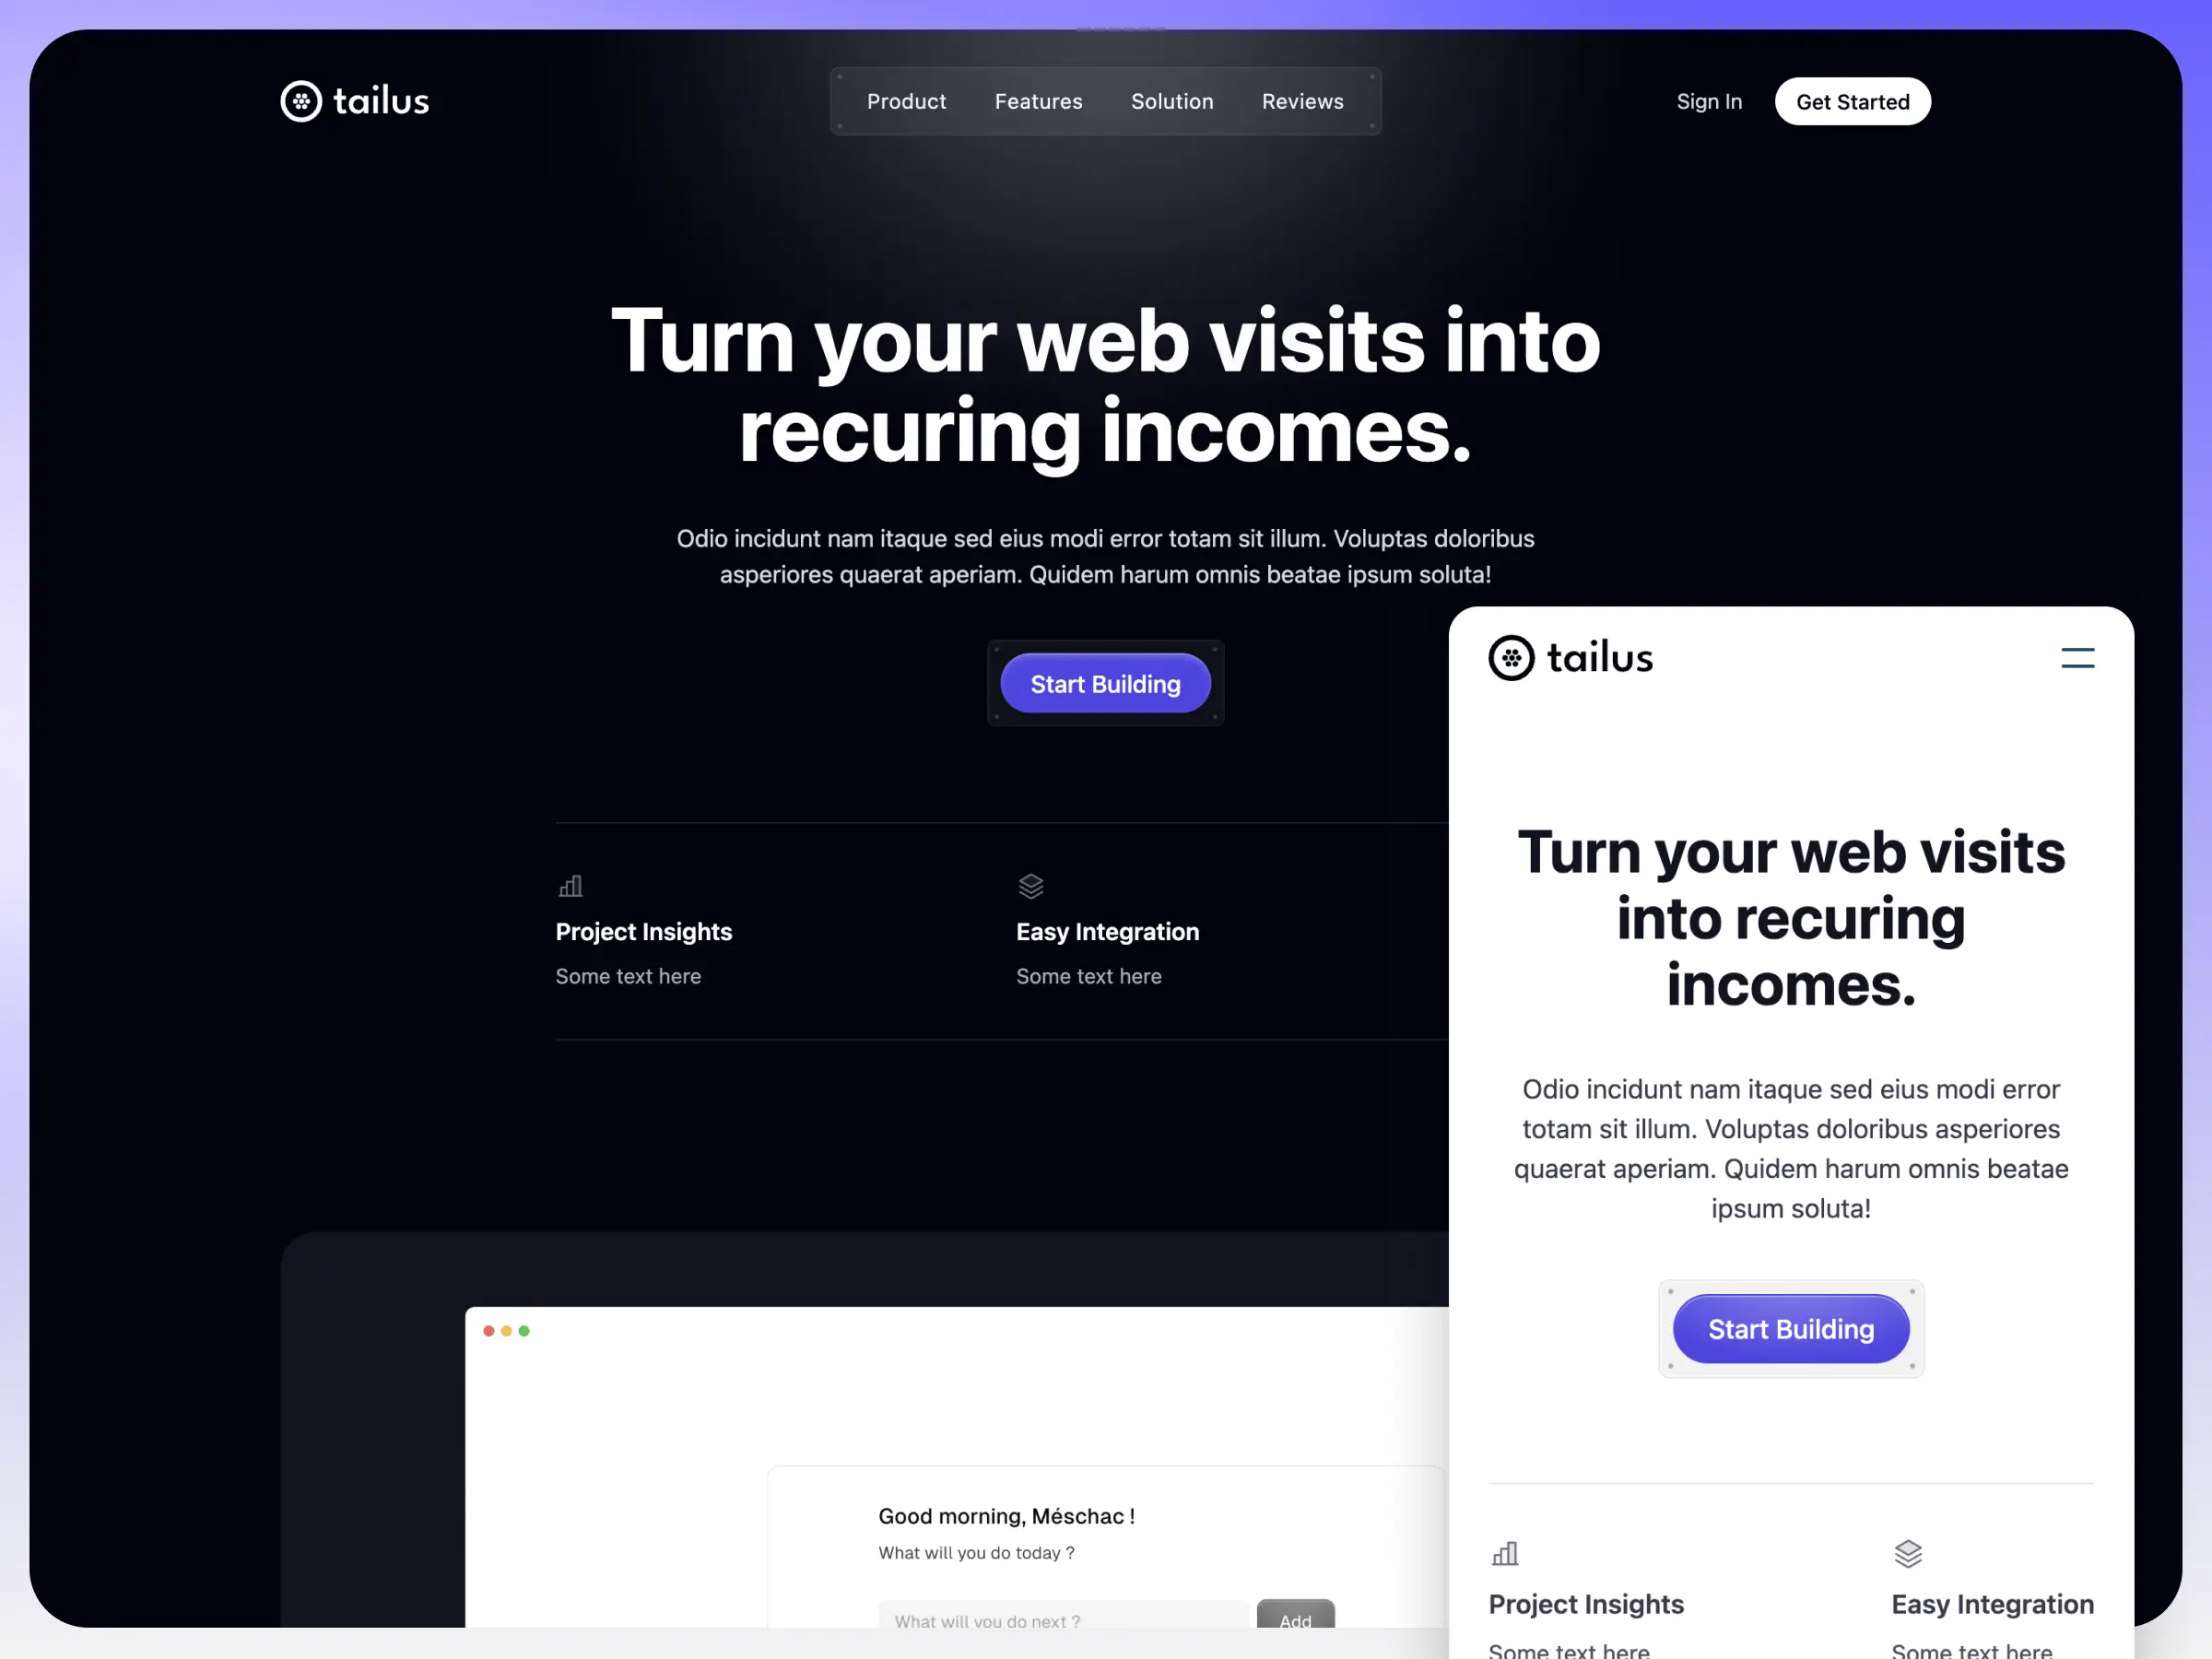 tailus
Product Features Solution Reviews
Sign In Get Started
Turn your web visits into
recuring incomes.
Odio incidunt nam itaque sed eius modi error totam sit illum. Voluptas doloribus
asperiores quaerat aperiam. Quidem harum omnis beatae ipsum soluta!
Start Building
Project Insights
Some text here
Easy Integration
Some text here
Good morning, Méschac !
What will you do today ?
What will you do next ? Add
tailus
Turn your web visits
into recuring
incomes.
Odio incidunt nam itaque sed eius modi error
totam sit illum. Voluptas doloribus asperiores
quaerat aperiam. Quidem harum omnis beatae
ipsum soluta!
Start Building
Project Insights
Some text here
Easy Integration
Some text here